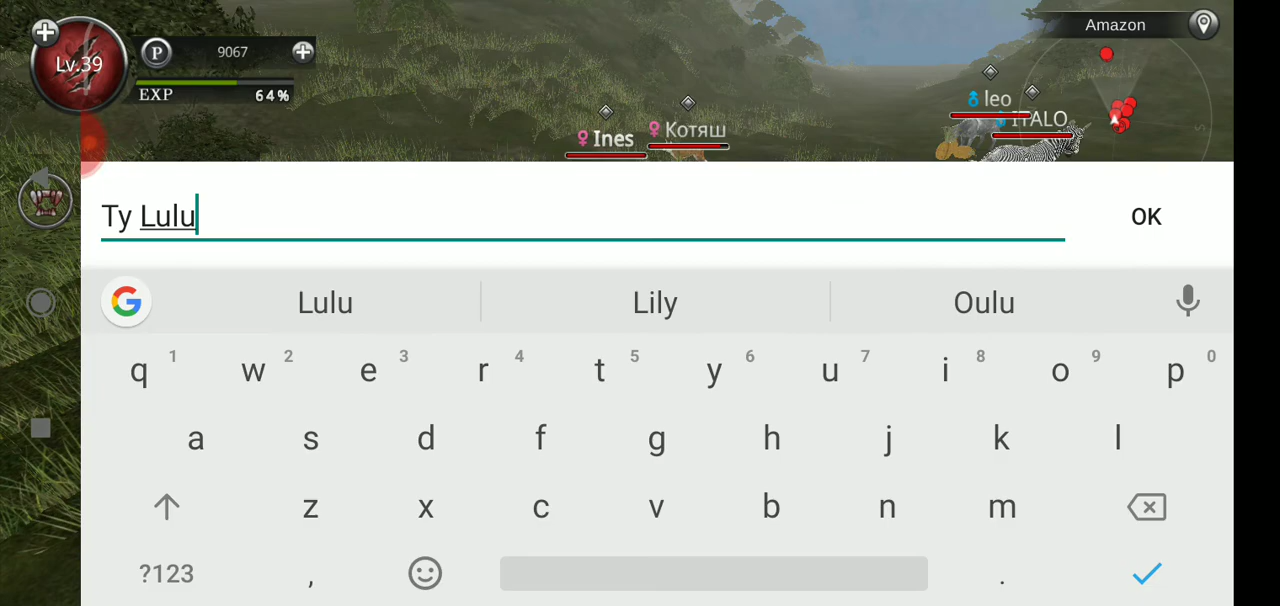 Lv.39
P
9067
EXP
64%
Amazon
S
Ines
Котяш
leo
ITALO
Ty Lulu
OK
G
Lulu
Lily
Oulu
q 1 w 2 e 3 r 4 t 5 y 6 u 7 i 8 o 9 p 0
a s d f g h j k l
z x c v b n m
?123 , .